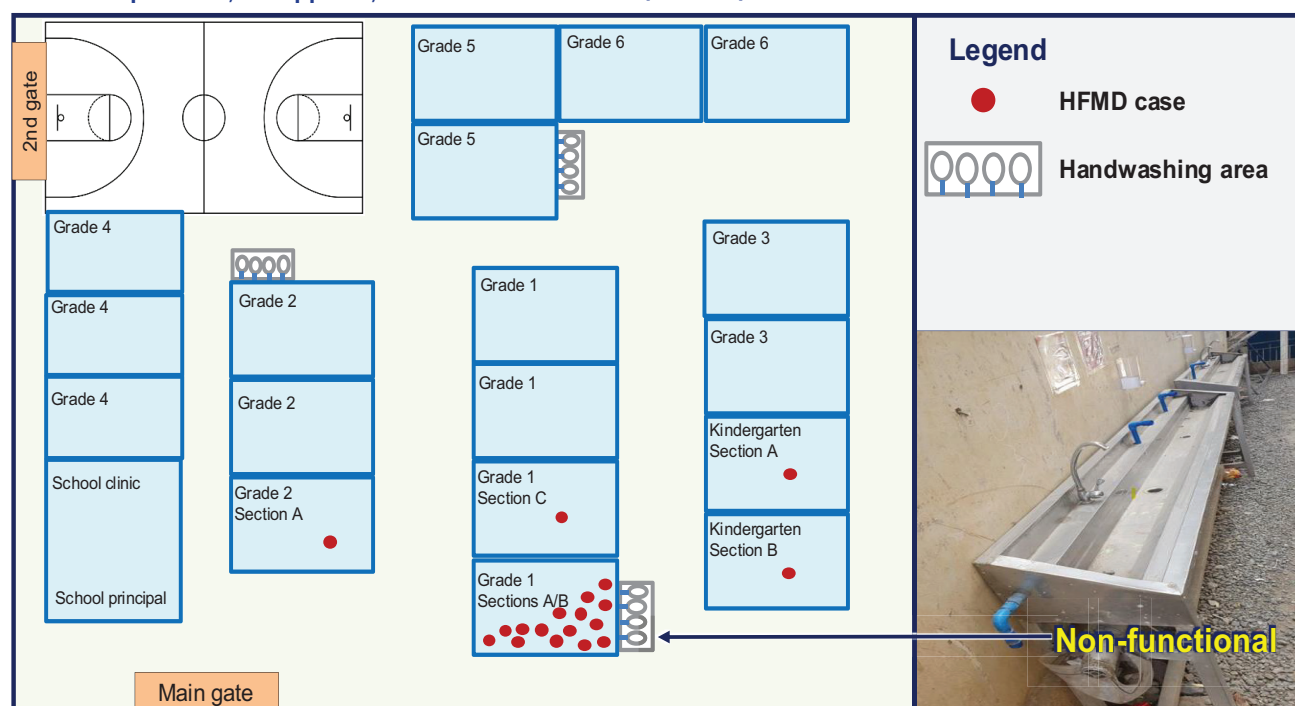 2nd gate
Grade 5
Grade 6
Grade 6
Grade 5
Grade 4
Grade 4
Grade 4
School clinic
School principal
Grade 2
Grade 2
Grade 2
Section A
Grade 1
Grade 1
Grade 1
Section C
Grade 1
Sections A/B
Grade 3
Grade 3
Kindergarten
Section A
Kindergarten
Section B
Main gate
Legend
HFMD case
Handwashing area
Non-functional